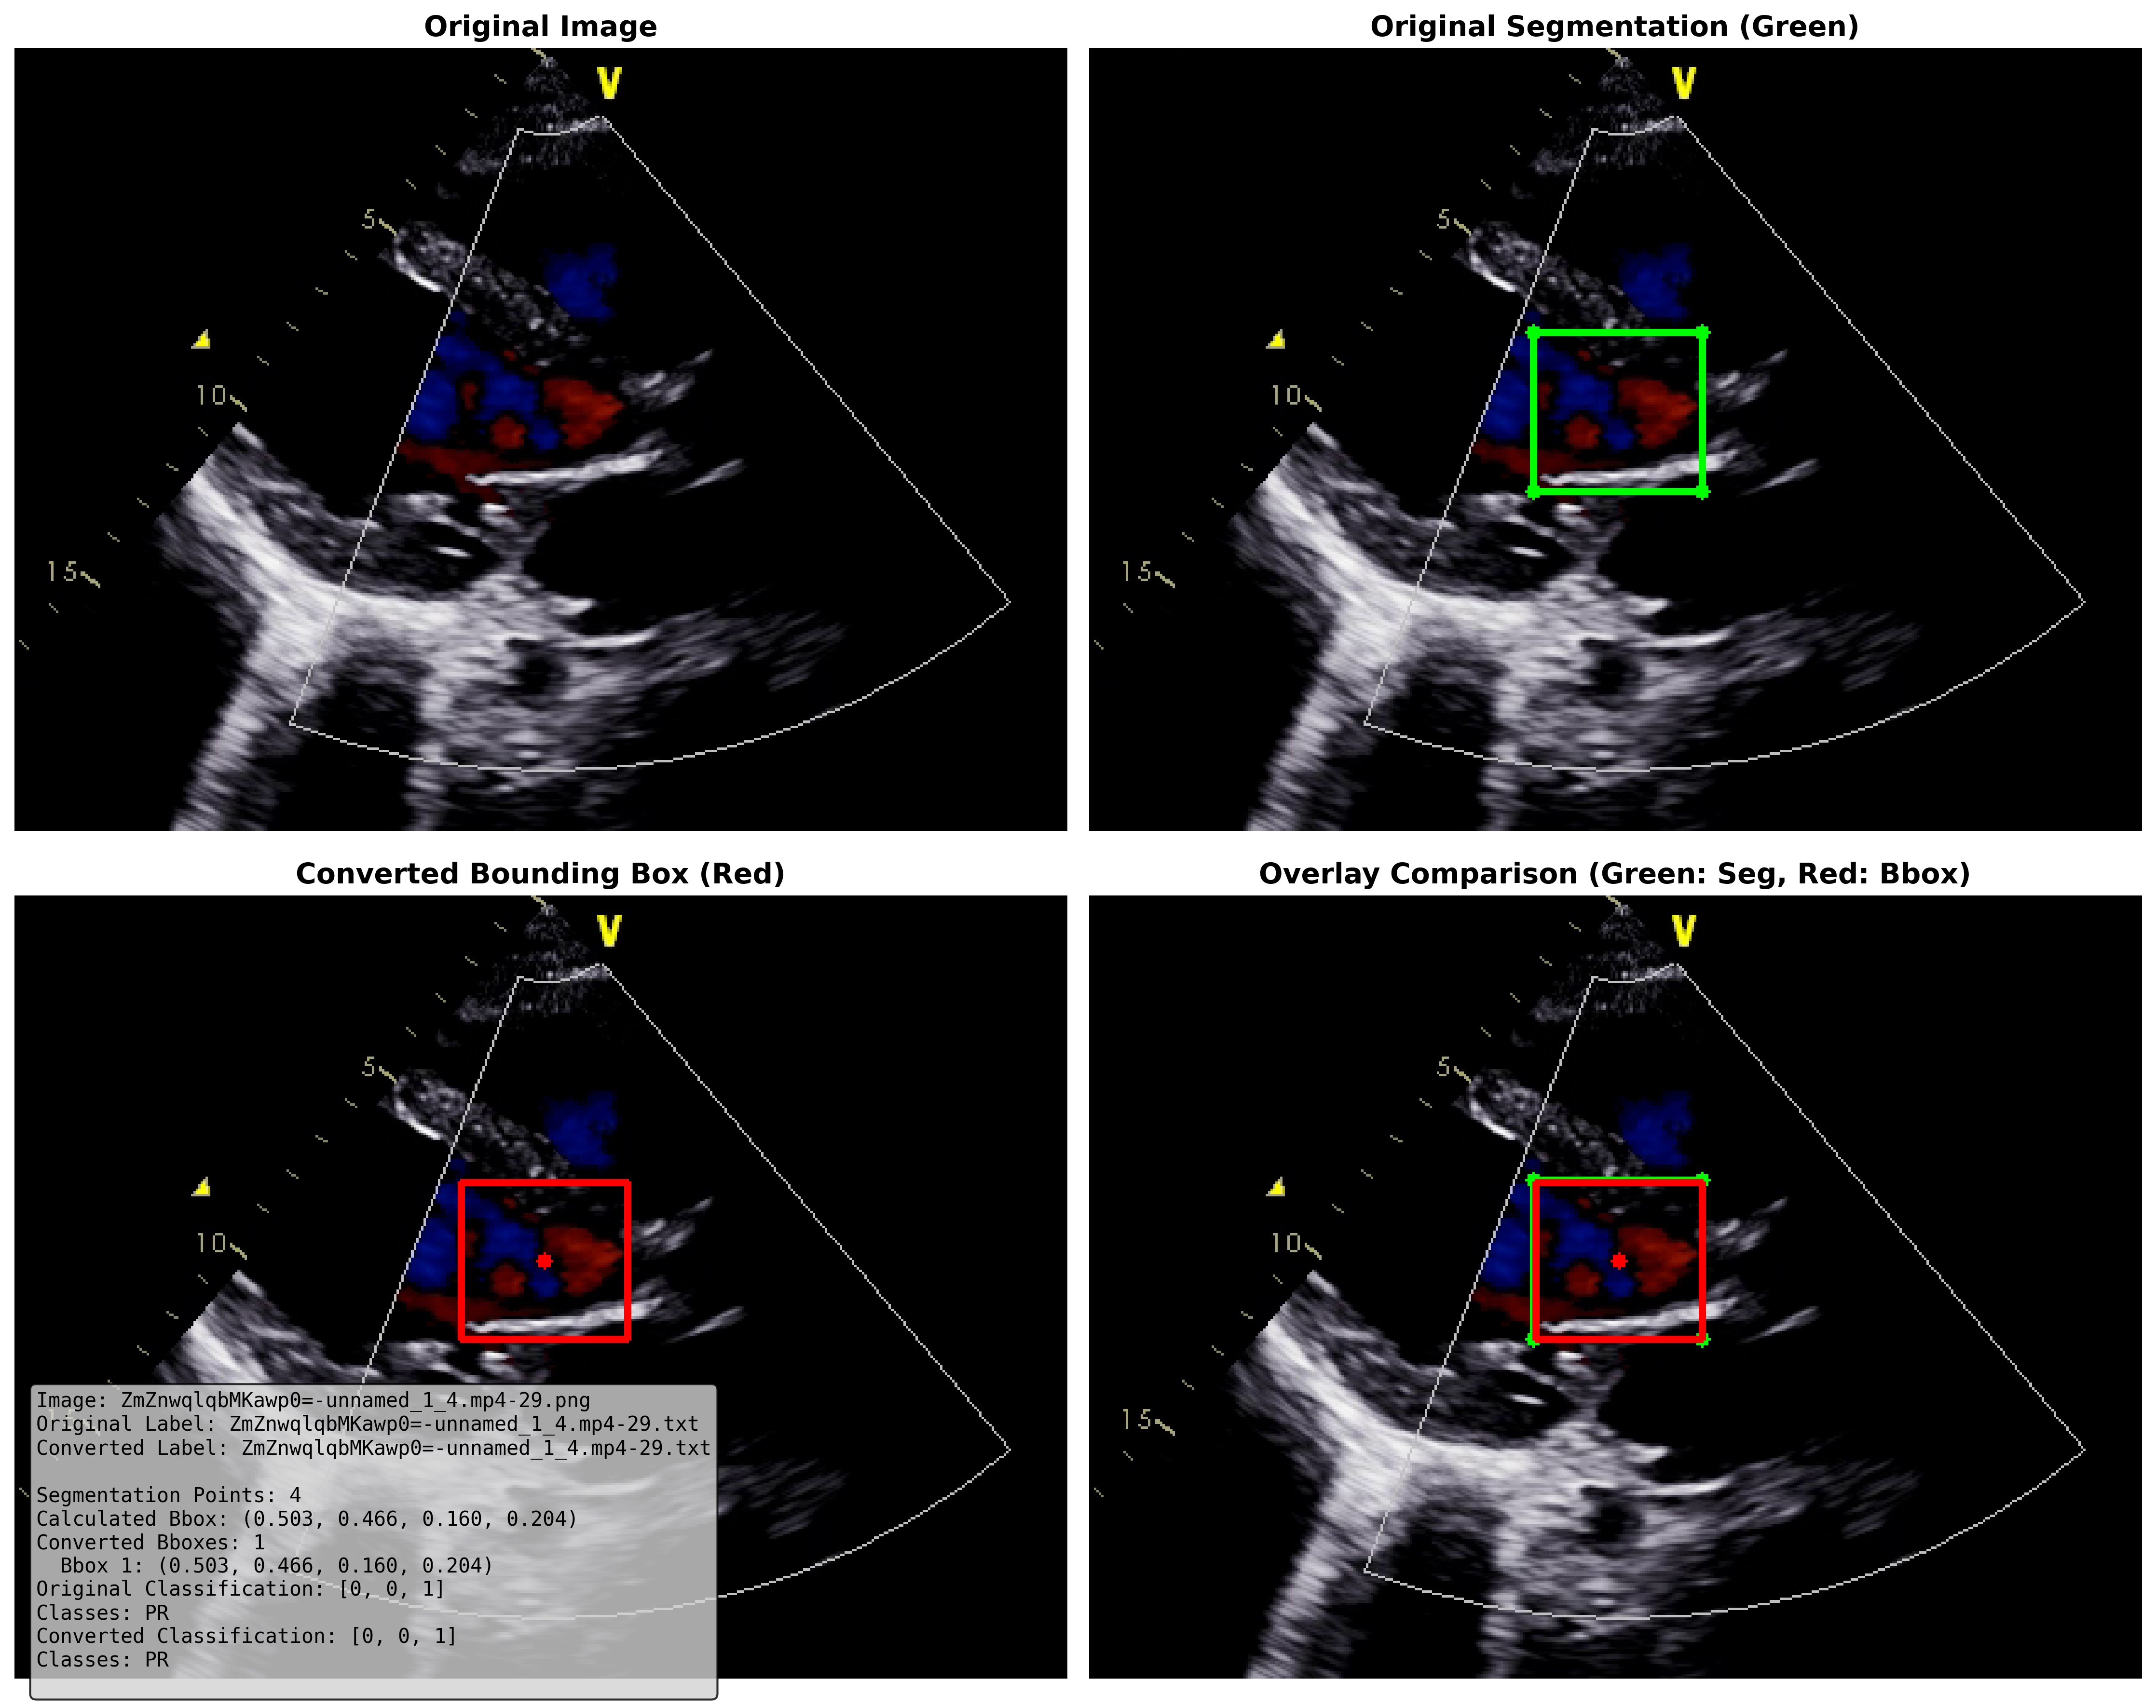 Original Image
Original Segmentation (Green)
V
5
10
15
V
5
10
15
Converted Bounding Box (Red)
Overlay Comparison (Green: Seg, Red: Bbox)
V
5
10
V
5
10
15
Image: ZmZnwqlqbMKawp0=-unnamed_1_4.mp4-29.png
Original Label: ZmZnwqlqbMKawp0=-unnamed_1_4.mp4-29.txt
Converted Label: ZmZnwqlqbMKawp0=-unnamed_1_4.mp4-29.txt
Segmentation Points: 4
Calculated Bbox: (0.503, 0.466, 0.160, 0.204)
Converted Bboxes: 1
Bbox 1: (0.503, 0.466, 0.160, 0.204)
Original Classification: [0, 0, 1]
Classes: PR
Converted Classification: [0, 0, 1]
Classes: PR